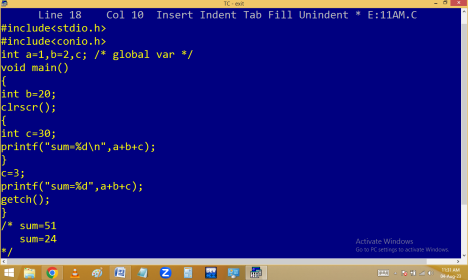 TC - exit
Line 18 Col 10 Insert Indent Tab Fill Unindent * E:11AM.C
#include<stdio.h>
#include<conio.h>
int a=1,b=2,c; /* global var */
void main()
{
int b=20;
clrscr();
{
int c=30;
printf("sum=%d\n",a+b+c);
}
c=3;
printf("sum=%d",a+b+c);
getch();
}
/* sum=51
sum=24
*/
Activate Windows
Go to PC settings to activate Windows.